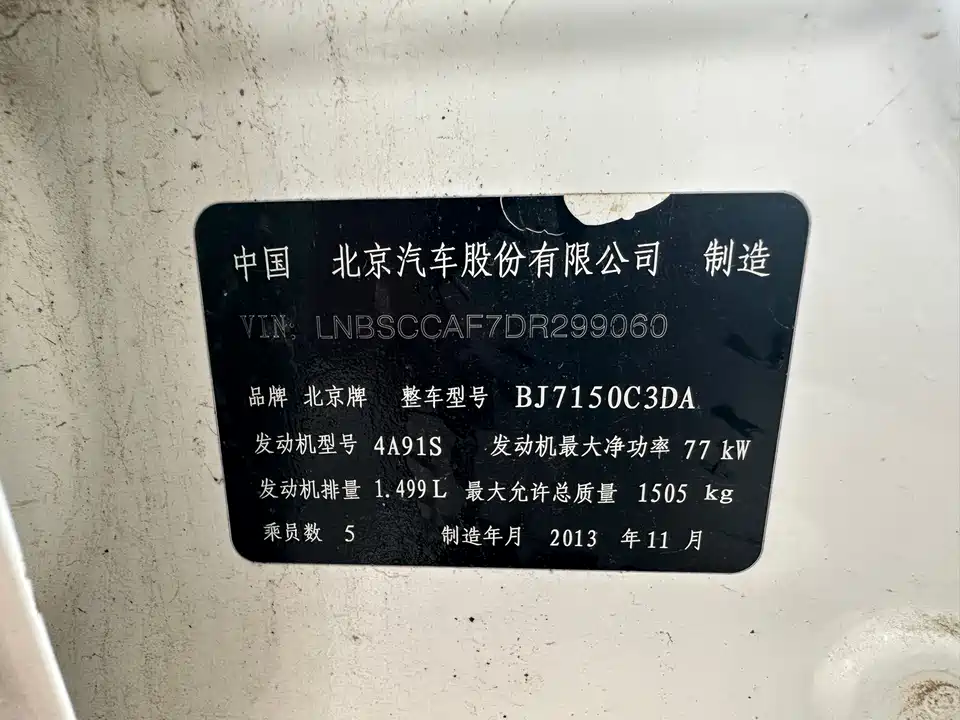 中国 北京汽车股份有限公司 制造
VIN: LNBSCCAF7DR299060
品牌 北京牌 整车型号 BJ7150C3DA
发动机型号 4A91S 发动机最大净功率 77 kW
发动机排量 1.499L 最大允许总质量 1505 kg
乘员数 5 制造年月 2013 年11 月